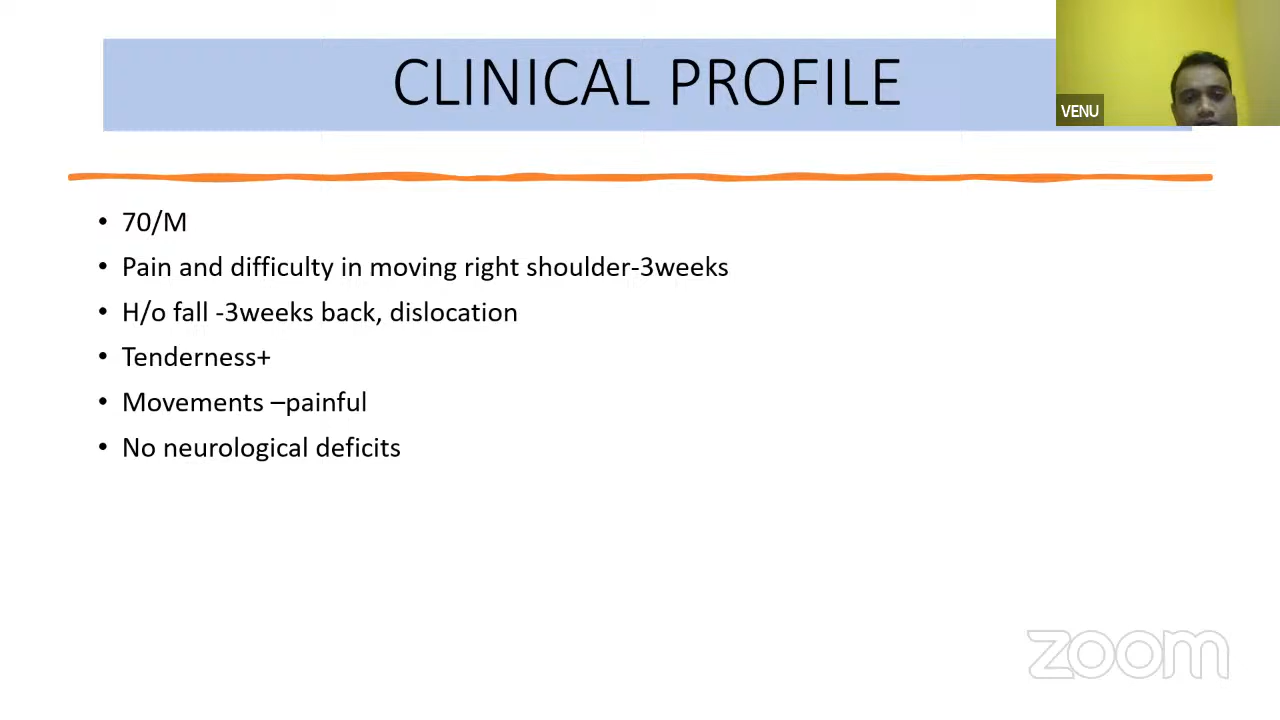 CLINICAL PROFILE
VENU
• 70/M
• Pain and difficulty in moving right shoulder-3weeks
• H/o fall -3weeks back, dislocation
• Tenderness+
• Movements –painful
• No neurological deficits
zoom